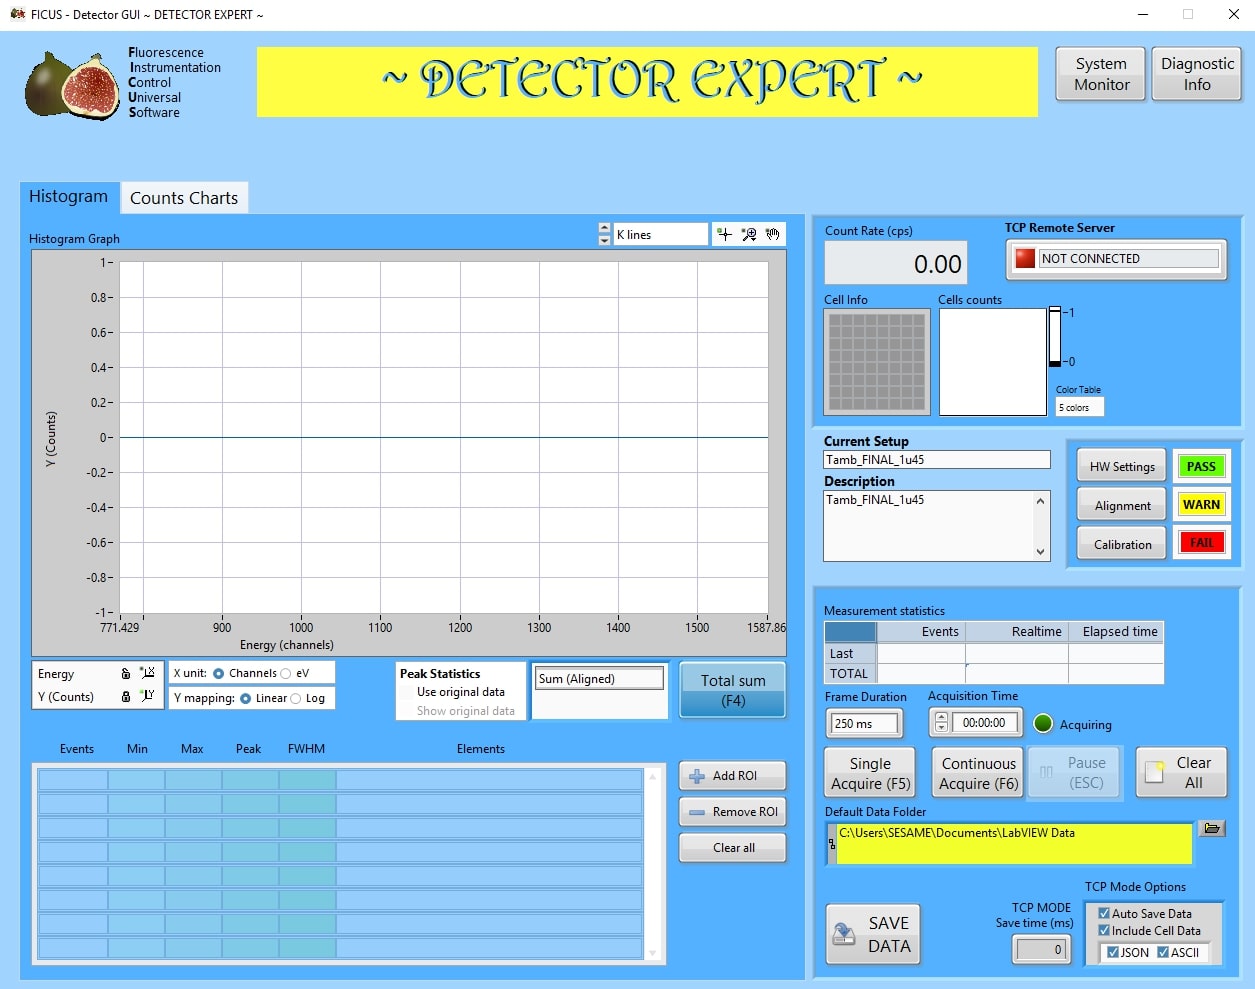 FICUS - Detector GUI ~ DETECTOR EXPERT ~
Fluorescence
Instrumentation
Control
Universal
Software
~ DETECTOR EXPERT ~
System
Monitor
Diagnostic
Info
Histogram
Counts Charts
Histogram Graph
K lines
1
0.8
0.6
0.4
0.2
0
-0.2
-0.4
-0.6
-0.8
-1
Y (Counts)
771.429
900
1000
1100
1200
1300
1400
1500
1587.86
Energy (channels)
Energy
Y (Counts)
X
Y
X unit: Channels eV
Y mapping: Linear Log
Peak Statistics
Use original data
Show original data
Sum (Aligned)
Total sum
(F4)
Events Min Max Peak FWHM Elements
Add ROI
Remove ROI
Clear all
Count Rate (cps)
0.00
TCP Remote Server
NOT CONNECTED
Cell Info
Cells counts
1
0
Color Table
5 colors
Current Setup
Tamb_FINAL_1u45
Description
Tamb_FINAL_1u45
HW Settings PASS
Alignment WARN
Calibration FAIL
Measurement statistics
Events Realtime Elapsed time
Last
TOTAL
Frame Duration
250 ms
Acquisition Time
00:00:00
Acquiring
Single
Acquire (F5)
Continuous
Acquire (F6)
Pause
(ESC)
Clear
All
Default Data Folder
C:\Users\SESAME\Documents\LabVIEW Data
SAVE
DATA
TCP MODE
Save time (ms)
0
TCP Mode Options
Auto Save Data
Include Cell Data
JSON ASCII